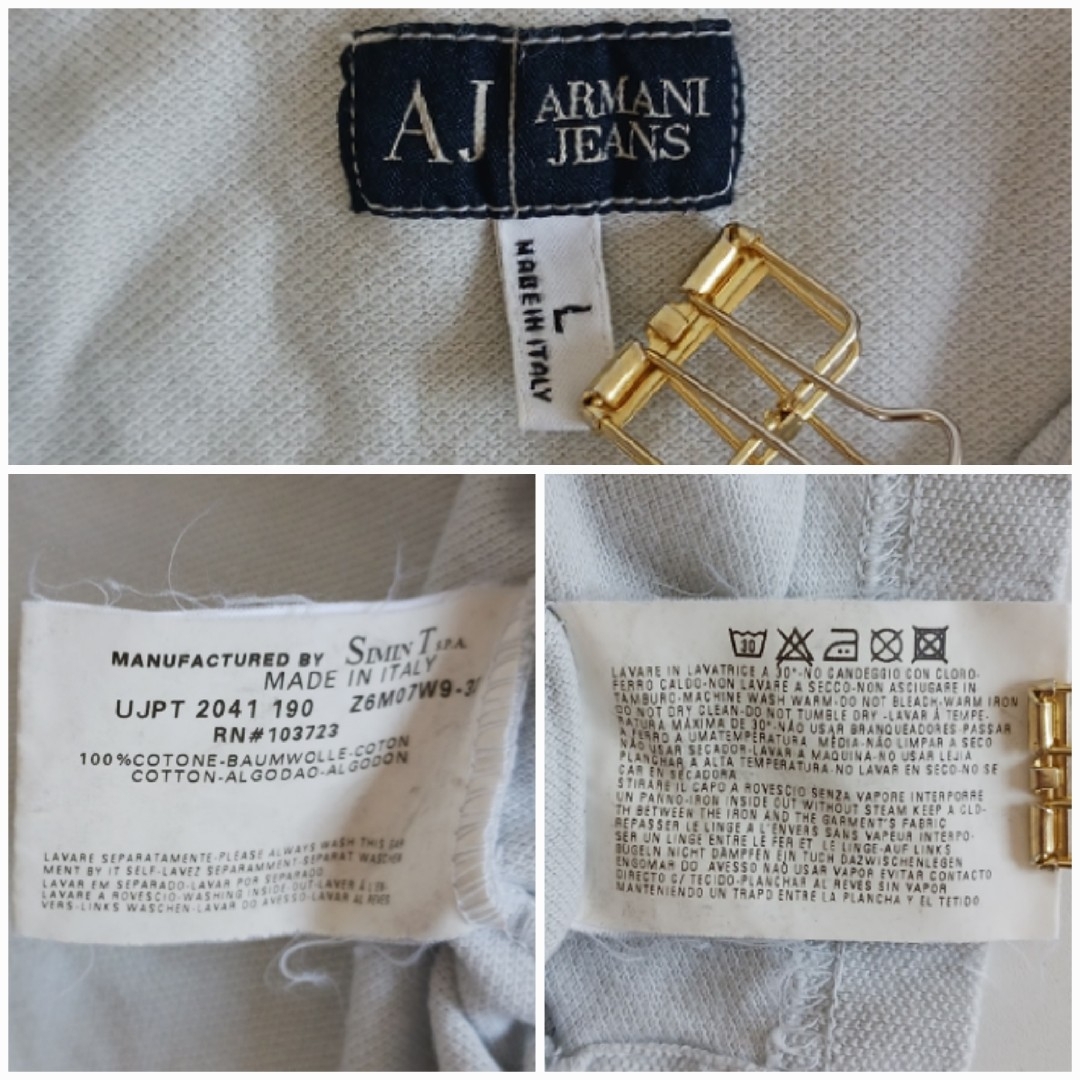 AJ
ARMANI
JEANS
L
MADE IN ITALY
MANUFACTURED BY SIMINT S.P.A.
MADE IN ITALY
UJPT 2041 190 Z6M07W9-3
RN#103723
100%COTONE-BAUMWOLLE-COTON
COTTON-ALGODAO-ALGODON
LAVARE SEPARATAMENTE-PLEASE ALWAYS WASH THIS GAR
MENT BY IT SELF-LAVEZ SEPARAMMENT-SEPARAT WASCHEN
LAVAR EM SEPARADO-LAVAR POR SEPARADO
LAVARE A ROVESCIO-WASHING INSIDE-OUT-LAVER Á L'EN-
VERS-LINKS WASCHEN-LAVAR DO AVESSO-LAVAR AL REVES
30
LAVARE IN LAVATRICE A 30°-NO CANDEGGIO CON CLORO-
FERRO CALDO-NON LAVARE A SECCO-NON ASCIUGARE IN
TAMBURO-MACHINE WASH WARM-DO NOT BLEACH-WARM IRON
DO NOT DRY CLEAN-DO NOT TUMBLE DRY-LAVAR Á TEMPE-
RATURA MÁXIMA DE 30°-NÃO USAR BRANQUEADORES-PASSAR
A FERRO A UMATEMPERATURA MÉDIA-NÃO LIMPAR A SECO
NÃO USAR SECADOR-LAVAR A MAQUINA-NO USAR LEJIA
PLANCHAR A ALTA TEMPERATURA-NO LAVAR EN SECO-NO SE
CAR EN SECADORA
STIRARE IL CAPO A ROVESCIO SENZA VAPORE INTERPORRE
UN PANNO-IRON INSIDE OUT WITHOUT STEAM KEEP A CLO-
TH BETWEEN THE IRON AND THE GARMENT'S FABRIC
REPASSER LE LINGE A L'ENVERS SANS VAPEUR INTERPO-
SER UN LINGE ENTRE LE FER ET LE LINGE-AUF LINKS
BÜGELN NICHT DÄMPFEN EIN TUCH DAZWISCHENLEGEN
ENGOMAR DO AVESSO NÃO USAR VAPOR EVITAR CONTACTO
DIRECTO C/TECIDO-PLANCHAR AL REVES SIN VAPOR
MANTENIENDO UN TRAPO ENTRE LA PLANCHA Y EL TETIDO